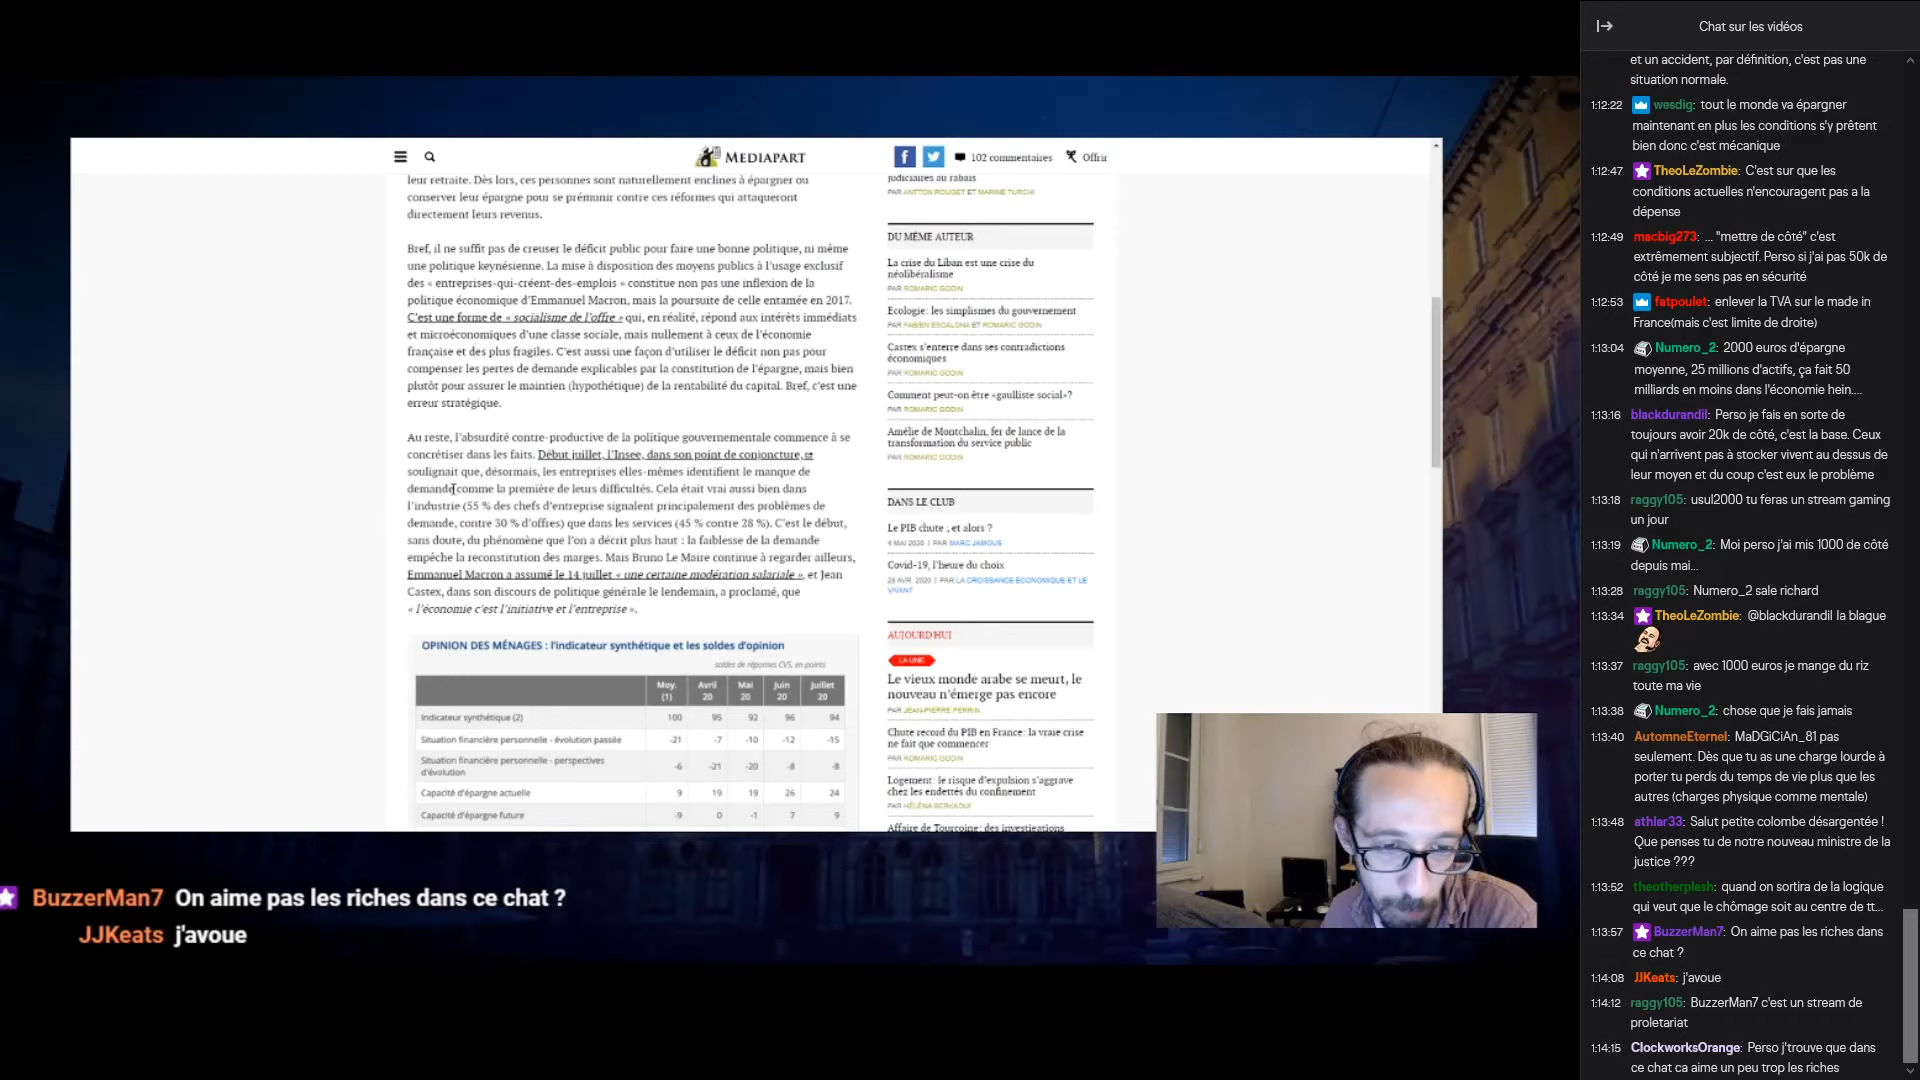 MEDIAPART
102 commentaires
Offrir
leur retraite. Dès lors, ces personnes sont naturellement enclines à épargner ou
conserver leur épargne pour se prémunir contre ces réformes qui attaqueront
directement leurs revenus.
Bref, il ne suffit pas de creuser le déficit public pour faire une bonne politique, ni même
une politique keynésienne. La mise à disposition des moyens publics à l'usage exclusif
des « entreprises-qui-créent-des-emplois » constitue non pas une inflexion de la
politique économique d'Emmanuel Macron, mais la poursuite de celle entamée en 2017.
C'est une forme de « socialisme de l'offre » qui, en réalité, répond aux intérêts immédiats
et microéconomiques d'une classe sociale, mais nullement à ceux de l'économie
française et des plus fragiles. C'est aussi une façon d'utiliser le déficit non pas pour
compenser les pertes de demande explicables par la constitution de l'épargne, mais bien
plutôt pour assurer le maintien (hypothétique) de la rentabilité du capital. Bref, c'est une
erreur stratégique.
Au reste, l'absurdité contre-productive de la politique gouvernementale commence à se
concrétiser dans les faits. Début juillet, l'Insee, dans son point de conjoncture,
soulignait que, désormais, les entreprises elles-mêmes identifient le manque de
demande comme la première de leurs difficultés. Cela était vrai aussi bien dans
l'industrie (55 % des chefs d'entreprise signalent principalement des problèmes de
demande, contre 30 % d'offres) que dans les services (45 % contre 28 %). C'est le début,
sans doute, du phénomène que l'on a décrit plus haut : la faiblesse de la demande
empêche la reconstitution des marges. Mais Bruno Le Maire continue à regarder ailleurs,
Emmanuel Macron a assumé le 14 juillet « une certaine modération salariale », et Jean
Castex, dans son discours de politique générale le lendemain, a proclamé, que
« l'économie c'est l'initiative et l'entreprise ».
OPINION DES MÉNAGES : l'indicateur synthétique et les soldes d'opinion
soldes de réponses CVS, en points
Moy. (1) Avril 20 Mai 20 Juin 20 Juillet 20
Indicateur synthétique (2) 100 95 92 96 94
Situation financière personnelle - évolution passée -21 -7 -10 -12 -15
Situation financière personnelle - perspectives d'évolution -6 -21 -20 -8 -8
Capacité d'épargne actuelle 9 19 19 26 24
Capacité d'épargne future -9 0 -1 7 9
judiciaires au rabais
PAR ANTTON ROUGET ET MARINE TURCHI
DU MÊME AUTEUR
La crise du Liban est une crise du
néolibéralisme
PAR ROMARIC GODIN
Ecologie: les simplismes du gouvernement
PAR FABIEN ESCALONA ET ROMARIC GODIN
Castex s'enterre dans ses contradictions
économiques
PAR ROMARIC GODIN
Comment peut-on être «gaulliste social»?
PAR ROMARIC GODIN
Amélie de Montchalin, fer de lance de la
transformation du service public
PAR ROMARIC GODIN
DANS LE CLUB
Le PIB chute ; et alors ?
4 MAI 2020 | PAR MARC JAMOUS
Covid-19, l'heure du choix
28 AVR. 2020 | PAR LA CROISSANCE ÉCONOMIQUE ET LE
VIVANT
AUJOURD'HUI
LA UNE
Le vieux monde arabe se meurt, le
nouveau n'émerge pas encore
PAR JEAN-PIERRE PERRIN
Chute record du PIB en France: la vraie crise
ne fait que commencer
PAR ROMARIC GODIN
Logement: le risque d'expulsion s'aggrave
chez les endettés du confinement
PAR HÉLÈNA BERKAOUI
Affaire de Tourcoing: des investigations
BuzzerMan7 On aime pas les riches dans ce chat ?
JJKeats j'avoue
Chat sur les vidéos
et un accident, par définition, c'est pas une
situation normale.
1:12:22 wesdig: tout le monde va épargner
maintenant en plus les conditions s'y prêtent
bien donc c'est mécanique
1:12:47 TheoLeZombie: C'est sur que les
conditions actuelles n'encouragent pas a la
dépense
1:12:49 macbig273: ... "mettre de côté" c'est
extrêmement subjectif. Perso si j'ai pas 50k de
côté je me sens pas en sécurité
1:12:53 fatpoulet: enlever la TVA sur le made in
France(mais c'est limite de droite)
1:13:04 Numero_2: 2000 euros d'épargne
moyenne, 25 millions d'actifs, ça fait 50
milliards en moins dans l'économie hein....
1:13:16 blackdurandil: Perso je fais en sorte de
toujours avoir 20k de côté, c'est la base. Ceux
qui n'arrivent pas à stocker vivent au dessus de
leur moyen et du coup c'est eux le problème
1:13:18 raggy105: usul2000 tu feras un stream gaming
un jour
1:13:19 Numero_2: Moi perso j'ai mis 1000 de côté
depuis mai...
1:13:28 raggy105: Numero_2 sale richard
1:13:34 TheoLeZombie: @blackdurandil la blague
1:13:37 raggy105: avec 1000 euros je mange du riz
toute ma vie
1:13:38 Numero_2: chose que je fais jamais
1:13:40 AutomneEternel: MaDGiCiAn_81 pas
seulement. Dès que tu as une charge lourde à
porter tu perds du temps de vie plus que les
autres (charges physique comme mentale)
1:13:48 athlar33: Salut petite colombe désargentée !
Que penses tu de notre nouveau ministre de la
justice ???
1:13:52 theotherplash: quand on sortira de la logique
qui veut que le chômage soit au centre de tt...
1:13:57 BuzzerMan7: On aime pas les riches dans
ce chat ?
1:14:08 JJKeats: j'avoue
1:14:12 raggy105: BuzzerMan7 c'est un stream de
proletariat
1:14:15 ClockworksOrange: Perso j'trouve que dans
ce chat ca aime un peu trop les riches